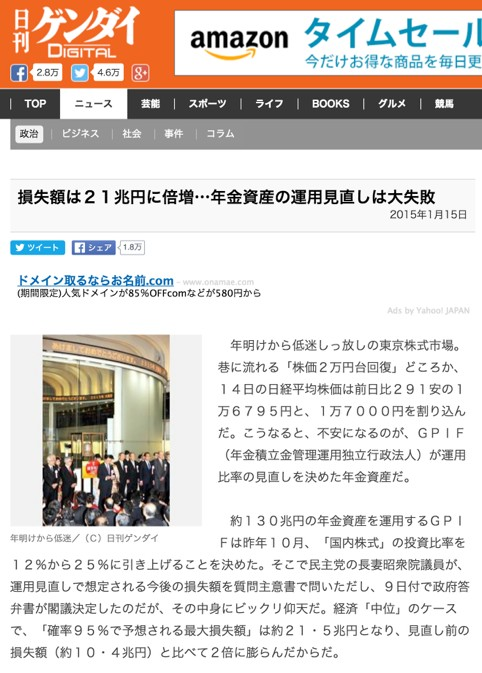 日刊ゲンダイ
DIGITAL
2.8万
4.6万
amazon
タイムセール
今だけお得な商品を毎日更
TOP
ニュース
芸能
スポーツ
ライフ
BOOKS
グルメ
競馬
政治
ビジネス
社会
事件
コラム
損失額は２１兆円に倍増…年金資産の運用見直しは大失敗
2015年1月15日
ツイート
シェア
1.8万
ドメイン取るならお名前.com - www.onamae.com
(期間限定)人気ドメインが85%OFFcomなどが580円から
Ads by Yahoo! JAPAN
年明けから低迷しっ放しの東京株式市場。
巷に流れる「株価２万円台回復」どころか、
１４日の日経平均株価は前日比２９１安の１
万６７９５円と、１万７０００円を割り込ん
だ。こうなると、不安になるのが、ＧＰＩＦ
（年金積立金管理運用独立行政法人）が運用
比率の見直しを決めた年金資産だ。
年明けから低迷／（Ｃ）日刊ゲンダイ
約１３０兆円の年金資産を運用するＧＰＩ
Ｆは昨年１０月、「国内株式」の投資比率を
１２％から２５％に引き上げることを決めた。そこで民主党の長妻昭衆院議員が、
運用見直しで想定される今後の損失額を質問主意書で問いただし、９日付で政府答
弁書が閣議決定したのだが、その中身にビックリ仰天だ。経済「中位」のケース
で、「確率９５％で予想される最大損失額」は約２１・５兆円となり、見直し前の
損失額（約１０・４兆円）と比べて２倍に膨らんだからだ。